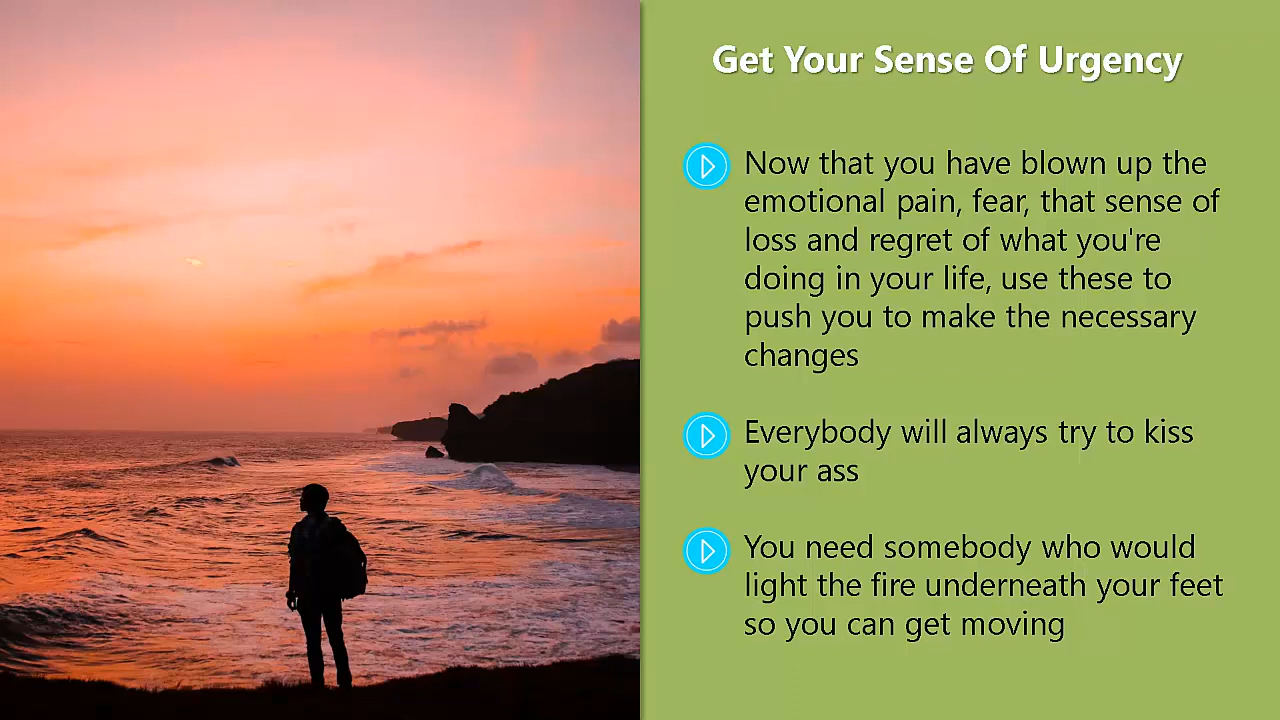 Get Your Sense Of Urgency
Now that you have blown up the
emotional pain, fear, that sense of
loss and regret of what you're
doing in your life, use these to
push you to make the necessary
changes
Everybody will always try to kiss
your ass
You need somebody who would
light the fire underneath your feet
so you can get moving